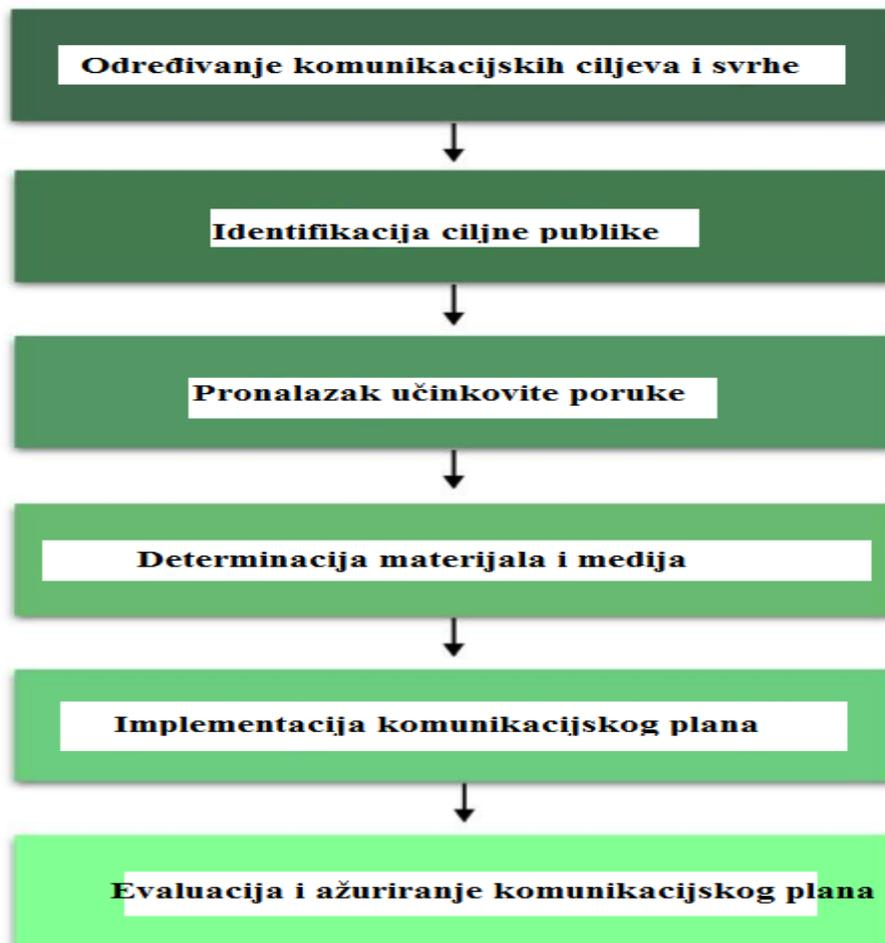 Određivanje komunikacijskih ciljeva i svrhe
Identifikacija ciljne publike
Pronalazak učinkovite poruke
Determinacija materijala i medija
Implementacija komunikacijskog plana
Evaluacija i ažuriranje komunikacijskog plana